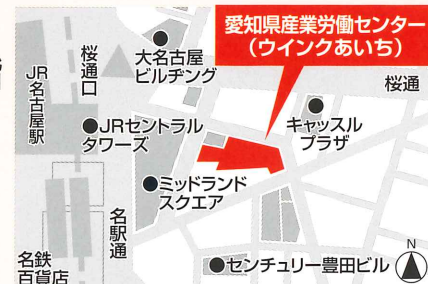 愛知県産業労働センター
(ウインクあいち)
大名古屋
ビルヂング
桜通口
JR名古屋駅
桜通
●JRセントラル
タワーズ
キャッスル
プラザ
●ミッドランド
スクエア
名駅通
名鉄
百貨店
●センチュリー豊田ビル
N